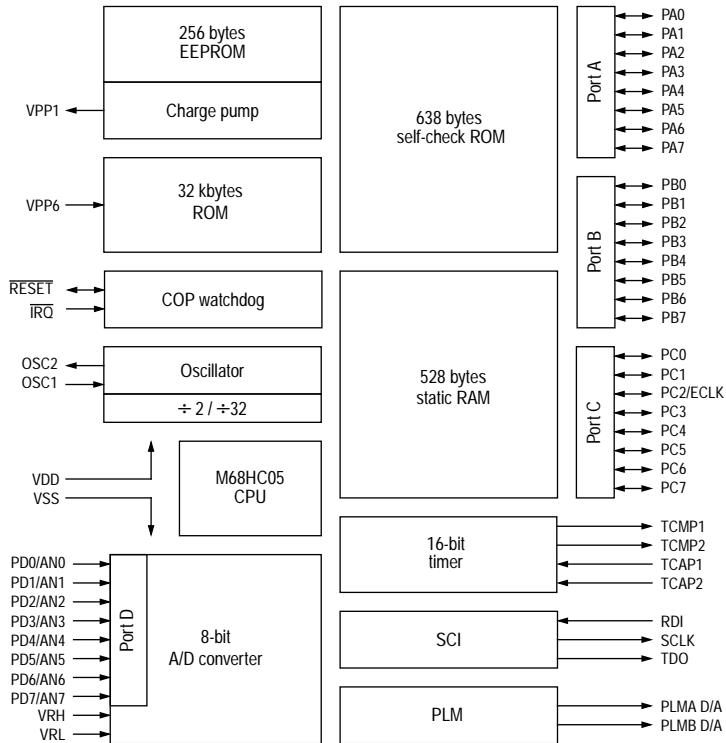 256 bytes
EEPROM
Charge pump
VPP1
32 kbytes
ROM
VPP6
RESET
IRQ
COP watchdog
OSC2
OSC1
Oscillator
÷ 2 / ÷32
VDD
VSS
M68HC05
CPU
PD0/AN0
PD1/AN1
PD2/AN2
PD3/AN3
PD4/AN4
PD5/AN5
PD6/AN6
PD7/AN7
VRH
VRL
Port D
8-bit
A/D converter
638 bytes
self-check ROM
528 bytes
static RAM
16-bit
timer
SCI
PLM
Port A
PA0
PA1
PA2
PA3
PA4
PA5
PA6
PA7
Port B
PB0
PB1
PB2
PB3
PB4
PB5
PB6
PB7
Port C
PC0
PC1
PC2/ECLK
PC3
PC4
PC5
PC6
PC7
TCMP1
TCMP2
TCAP1
TCAP2
RDI
SCLK
TDO
PLMA D/A
PLMB D/A